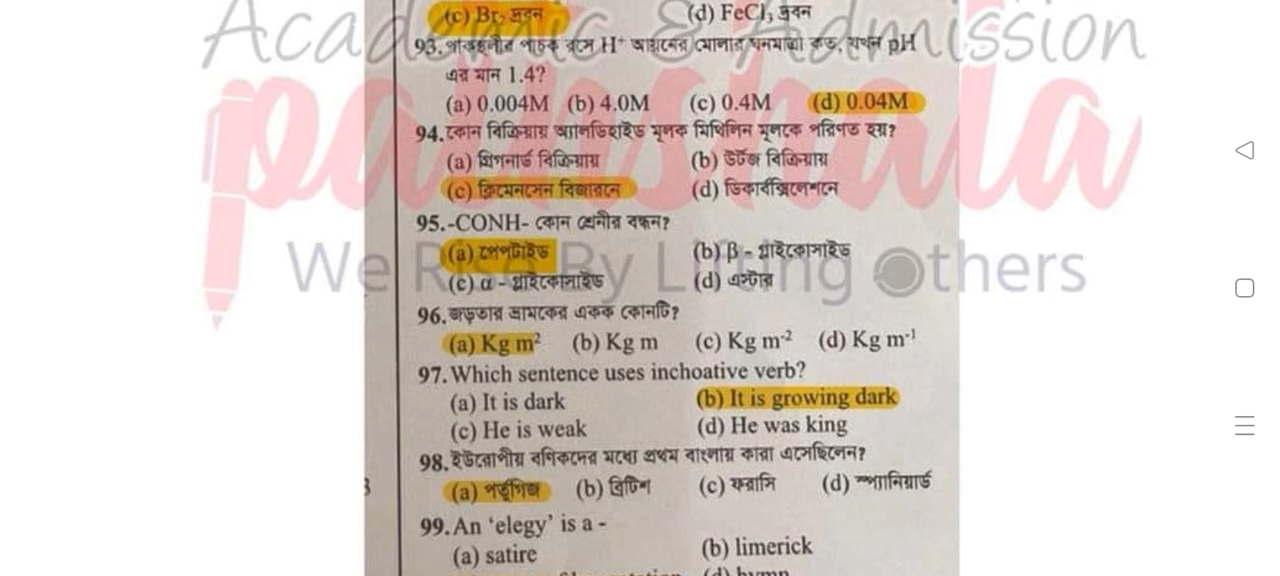 Academic & Admission
pathshala
We Rise By Lifting Others
(c) Br₂ দ্রবন (d) FeCl₃ দ্রবন
93. পাকস্থলীর পাচক রসে H⁺ আয়নের মোলার ঘনমাত্রা কত, যখন pH
এর মান 1.4?
(a) 0.004M (b) 4.0M (c) 0.4M (d) 0.04M
94. কোন বিক্রিয়ায় অ্যালডিহাইড মূলক মিথিলিন মূলকে পরিণত হয়?
(a) গ্রিগনার্ড বিক্রিয়ায় (b) উর্টজ বিক্রিয়ায়
(c) ক্লিমেনসেন বিজারনে (d) ডিকার্বক্সিলেশনে
95. -CONH- কোন শ্রেনীর বন্ধন?
(a) পেপটাইড (b) β - গ্লাইকোসাইড
(c) α - গ্লাইকোসাইড (d) এস্টার
96. জড়তার ভ্রামকের একক কোনটি?
(a) Kg m² (b) Kg m (c) Kg m⁻² (d) Kg m⁻¹
97. Which sentence uses inchoative verb?
(a) It is dark (b) It is growing dark
(c) He is weak (d) He was king
98. ইউরোপীয় বণিকদের মধ্যে প্রথম বাংলায় কারা এসেছিলেন?
(a) পর্তুগিজ (b) ব্রিটিশ (c) ফরাসি (d) স্প্যানিয়ার্ড
99. An ‘elegy’ is a -
(a) satire (b) limerick
(d) hymn